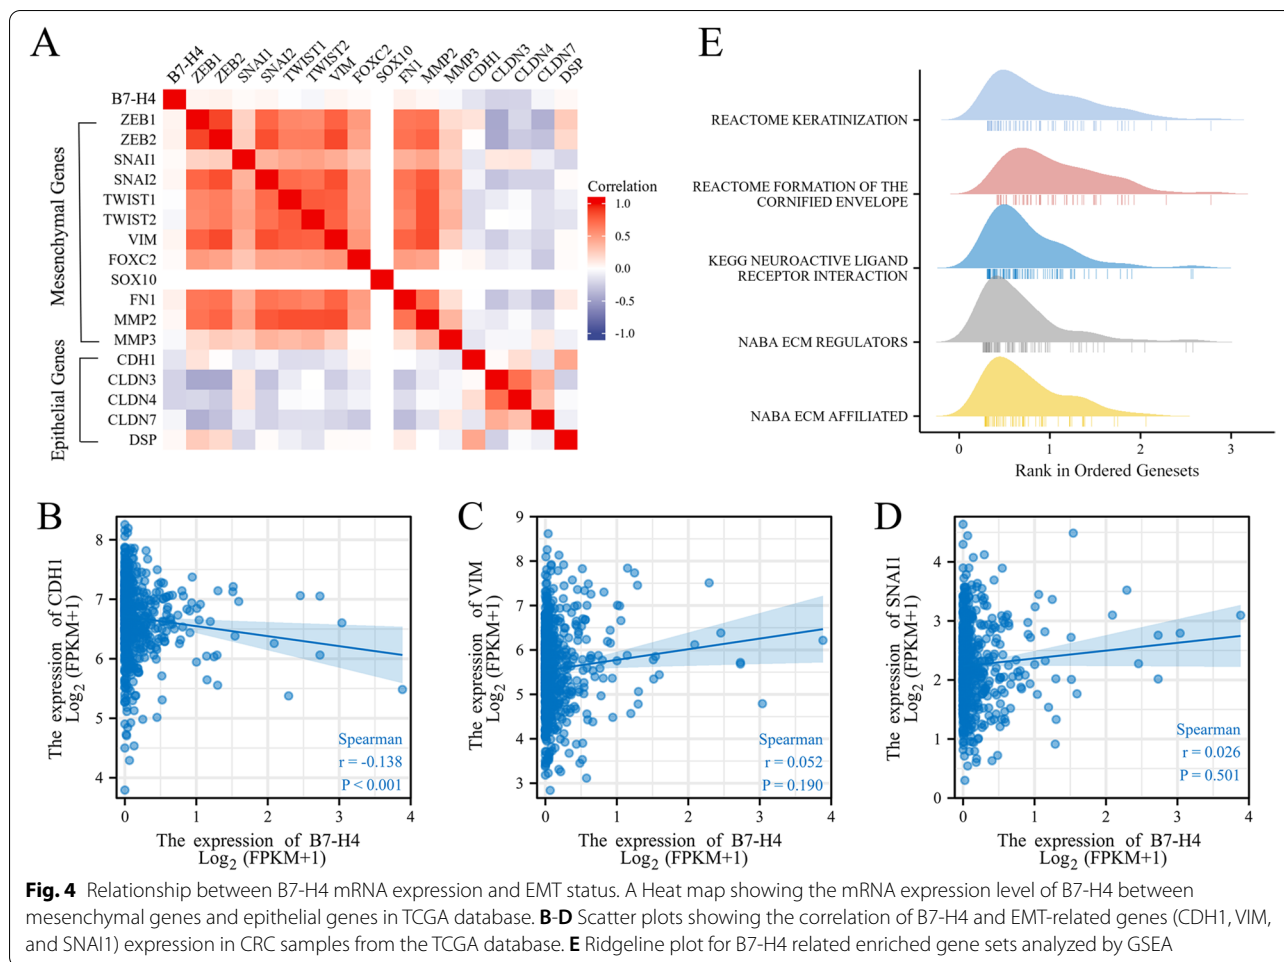 A
B7-H4 ZEB1 ZEB2 SNAI1 SNAI2 TWIST1 TWIST2 VIM FOXC2 SOX10 FN1 MMP2 MMP3 CDH1 CLDN3 CLDN4 CLDN7 DSP
Mesenchymal Genes
Epithelial Genes
B7-H4
ZEB1
ZEB2
SNAI1
SNAI2
TWIST1
TWIST2
VIM
FOXC2
SOX10
FN1
MMP2
MMP3
CDH1
CLDN3
CLDN4
CLDN7
DSP
Correlation
1.0
0.5
0.0
-0.5
-1.0
E
REACTOME KERATINIZATION
REACTOME FORMATION OF THE
CORNIFIED ENVELOPE
KEGG NEUROACTIVE LIGAND
RECEPTOR INTERACTION
NABA ECM REGULATORS
NABA ECM AFFILIATED
0 1 2 3
Rank in Ordered Genesets
B
The expression of CDH1
Log2 (FPKM+1)
8
7
6
5
4
Spearman
r = -0.138
P < 0.001
0 1 2 3 4
The expression of B7-H4
Log2 (FPKM+1)
C
The expression of VIM
Log2 (FPKM+1)
9
8
7
6
5
4
3
Spearman
r = 0.052
P = 0.190
0 1 2 3 4
The expression of B7-H4
Log2 (FPKM+1)
D
The expression of SNAI1
Log2 (FPKM+1)
4
3
2
1
0
Spearman
r = 0.026
P = 0.501
0 1 2 3 4
The expression of B7-H4
Log2 (FPKM+1)
Fig. 4 Relationship between B7-H4 mRNA expression and EMT status. A Heat map showing the mRNA expression level of B7-H4 between
mesenchymal genes and epithelial genes in TCGA database. B-D Scatter plots showing the correlation of B7-H4 and EMT-related genes (CDH1, VIM,
and SNAI1) expression in CRC samples from the TCGA database. E Ridgeline plot for B7-H4 related enriched gene sets analyzed by GSEA